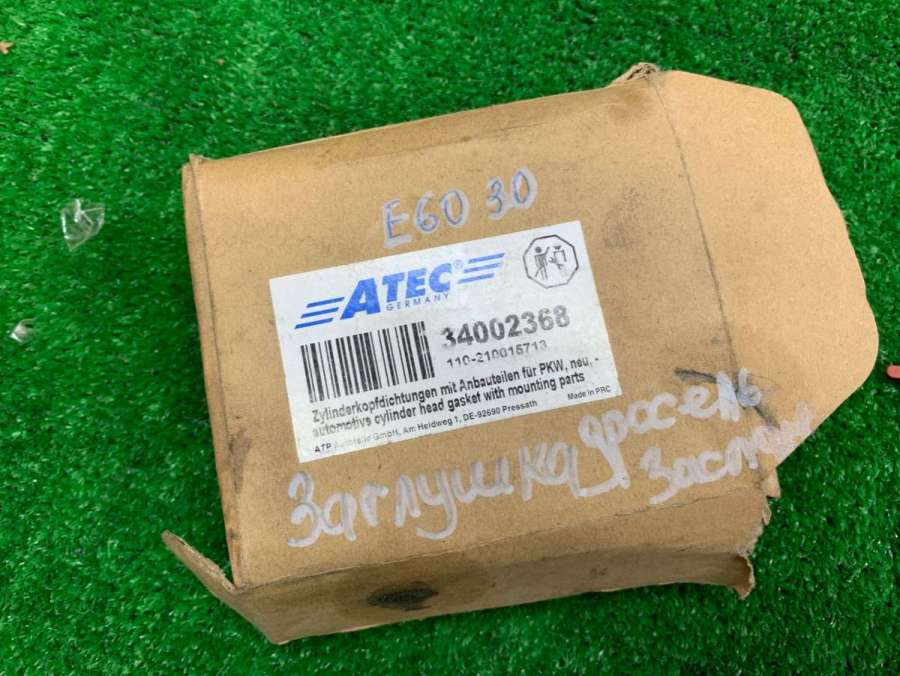 E60 30
ATEC®
GERMANY
34002368
110-210015713
Zylinderkopfdichtungen mit Anbauteilen für PKW, neu, -
automotive cylinder head gasket with mounting parts
ATP Autoteile GmbH, Am Heidweg 1, DE-92690 Pressath Made in PRC
Заглушка дроссель